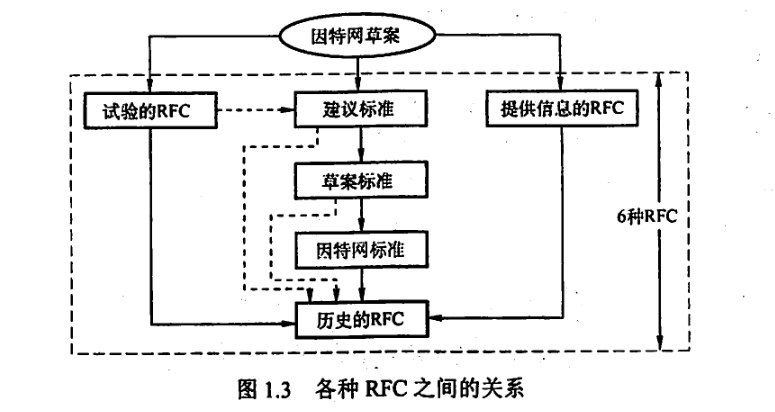 因特网草案
试验的RFC
建议标准
提供信息的RFC
草案标准
6种RFC
因特网标准
历史的RFC
图 1.3 各种 RFC 之间的关系